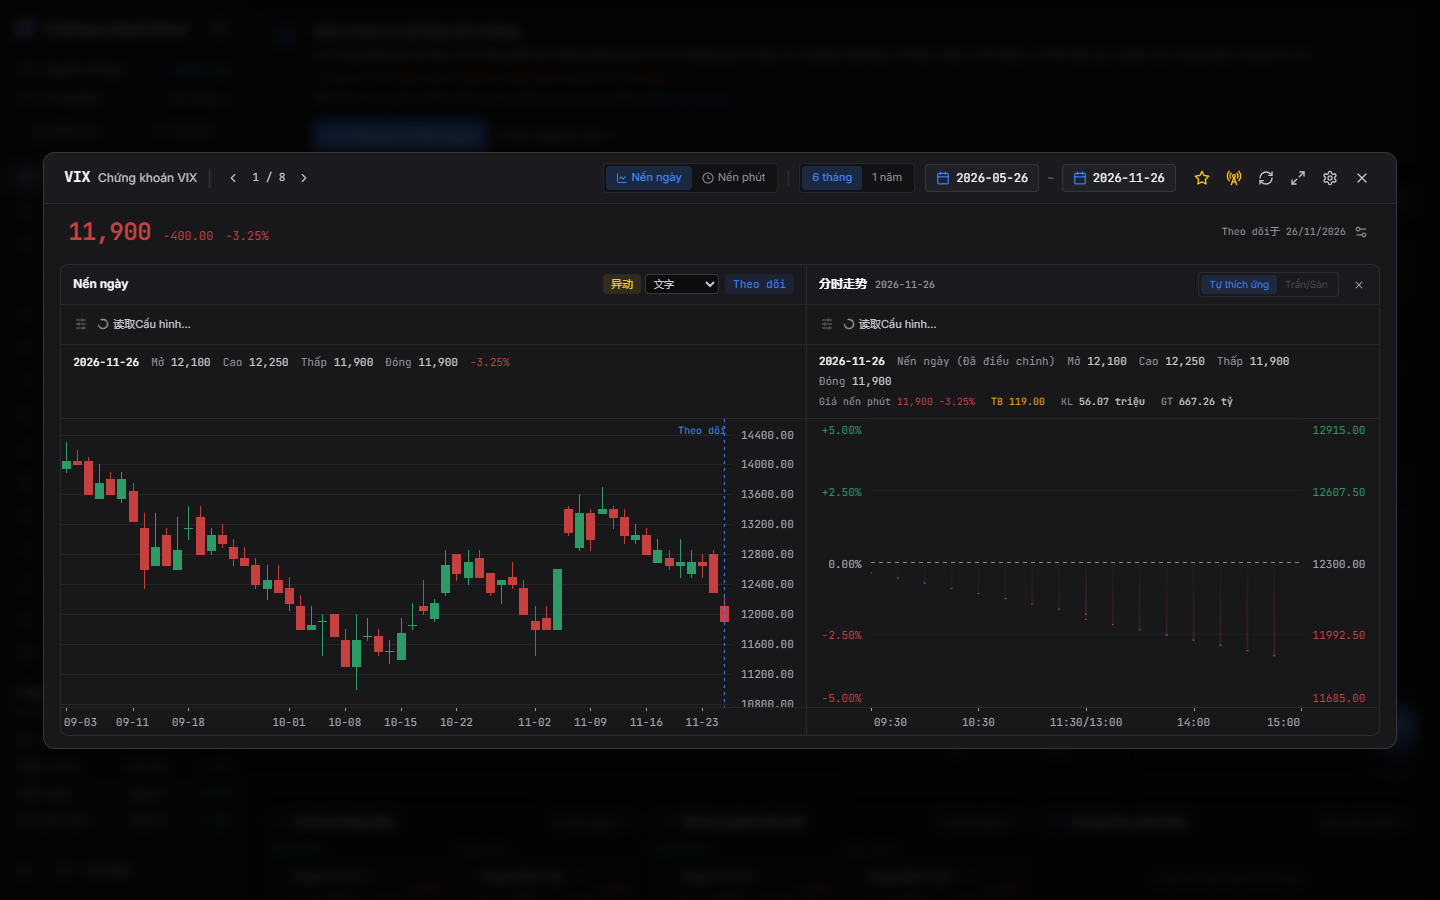 VIX Chứng khoán VIX 1 / 8 Nến ngày Nến phút 6 tháng 1 năm 2026-05-26 ~ 2026-11-26
11,900 -400.00 -3.25% Theo dõi于 26/11/2026
Nến ngày 异动 文字 Theo dõi
读取Cấu hình...
2026-11-26 Mở 12,100 Cao 12,250 Thấp 11,900 Đóng 11,900 -3.25%
Theo dõi
14400.00
14000.00
13600.00
13200.00
12800.00
12400.00
12000.00
11600.00
11200.00
10800.00
09-03 09-11 09-18 10-01 10-08 10-15 10-22 11-02 11-09 11-16 11-23
分时走势 2026-11-26 Tự thích ứng Trần/Sàn
读取Cấu hình...
2026-11-26 Nến ngày (Đã điều chỉnh) Mở 12,100 Cao 12,250 Thấp 11,900
Đóng 11,900
Giá nến phút 11,900 -3.25% TB 119.00 KL 56.07 triệu GT 667.26 tỷ
+5.00% 12915.00
+2.50% 12607.50
0.00% 12300.00
-2.50% 11992.50
-5.00% 11685.00
09:30 10:30 11:30/13:00 14:00 15:00